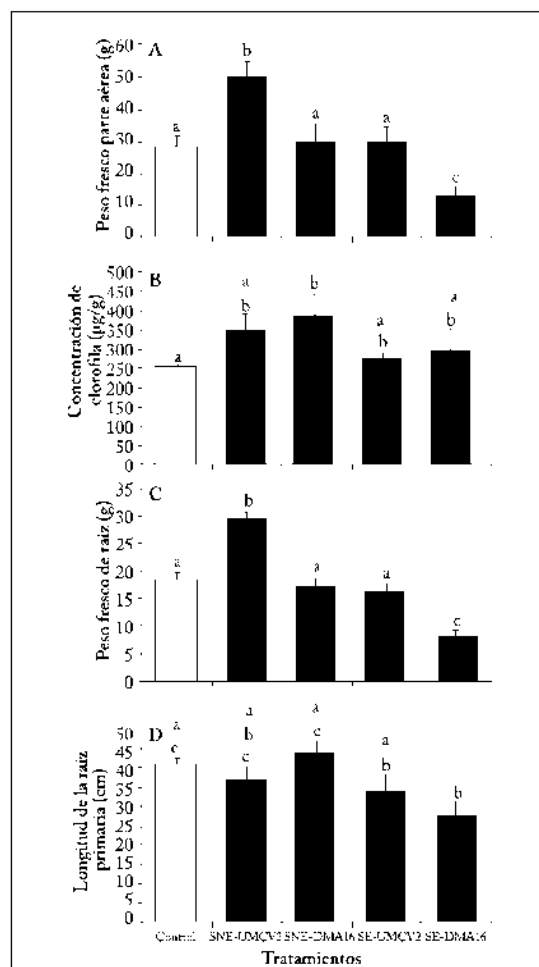 A
Peso fresco parte aérea (g)
60
50
40
30
20
10
0
a
b
a
a
c
B
Concentración de
clorofila (µg/g)
500
450
400
350
300
250
200
150
100
50
0
a
a
b
b
a
b
a
b
C
Peso fresco de raíz (g)
35
30
25
20
15
10
5
0
a
b
a
a
c
D
Longitud de la raíz
primaria (cm)
45
40
35
30
25
20
15
10
5
0
a
c
a
b
c
a
c
a
b
b
Control SNE-UMCV2 SNE-DMA16 SE-UMCV2 SE-DMA16
Tratamientos